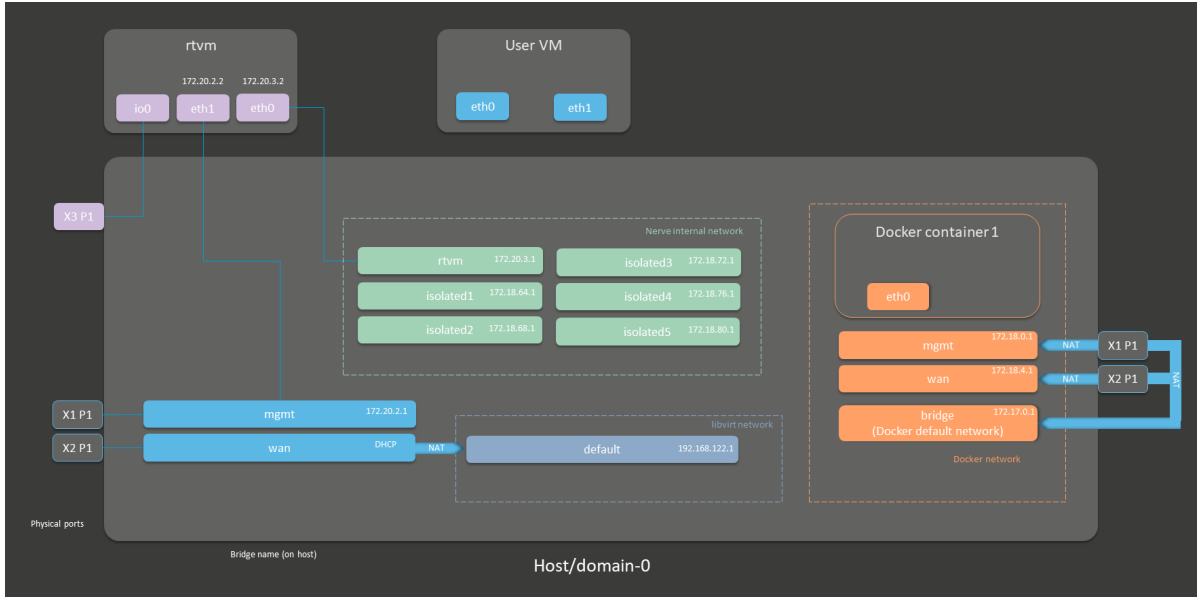 rtvm
User VM
172.20.2.2
172.20.3.2
io0
eth1
eth0
eth0
eth1
X3 P1
Nerve internal network
rtvm 172.20.3.1
isolated3 172.18.72.1
isolated1 172.18.64.1
isolated4 172.18.76.1
isolated2 172.18.68.1
isolated5 172.18.80.1
Docker container 1
eth0
mgmt 172.18.0.1
NAT
X1 P1
wan 172.18.4.1
NAT
X2 P1
NAT
bridge 172.17.0.1
(Docker default network)
Docker network
X1 P1
mgmt 172.20.2.1
X2 P1
wan DHCP
NAT
libvirt network
default 192.168.122.1
Physical ports
Bridge name (on host)
Host/domain-0